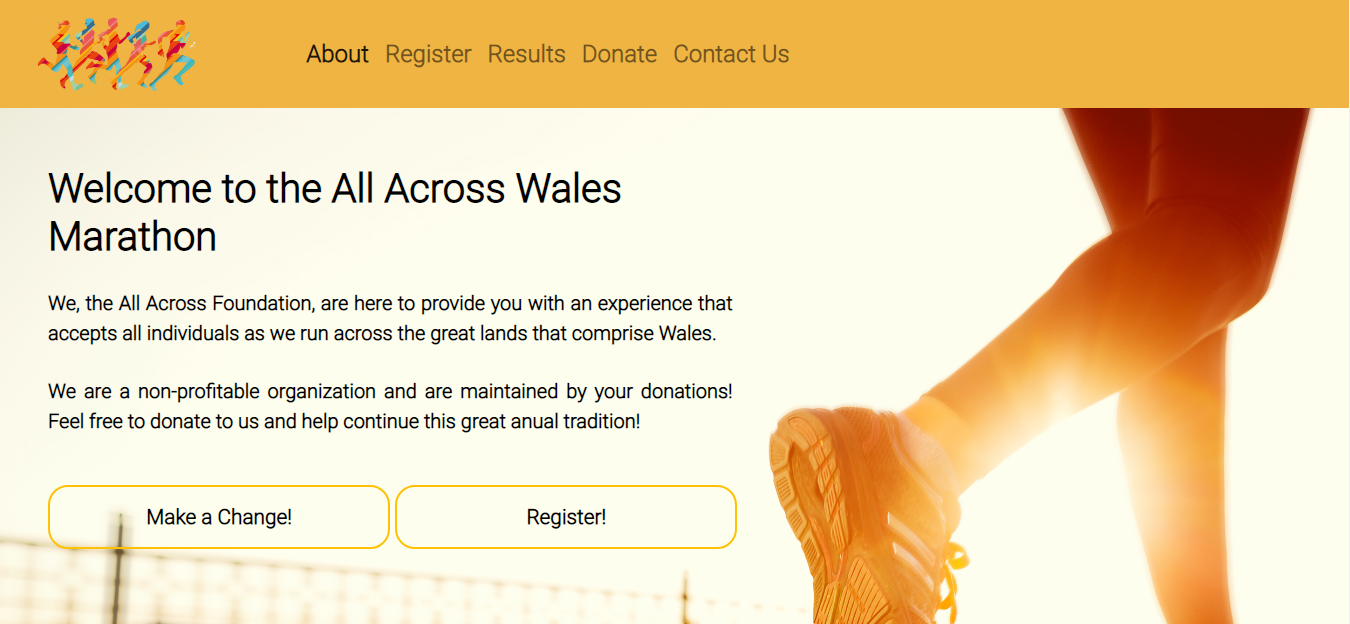 About Register Results Donate Contact Us
Welcome to the All Across Wales
Marathon
We, the All Across Foundation, are here to provide you with an experience that
accepts all individuals as we run across the great lands that comprise Wales.
We are a non-profitable organization and are maintained by your donations!
Feel free to donate to us and help continue this great anual tradition!
Make a Change! Register!